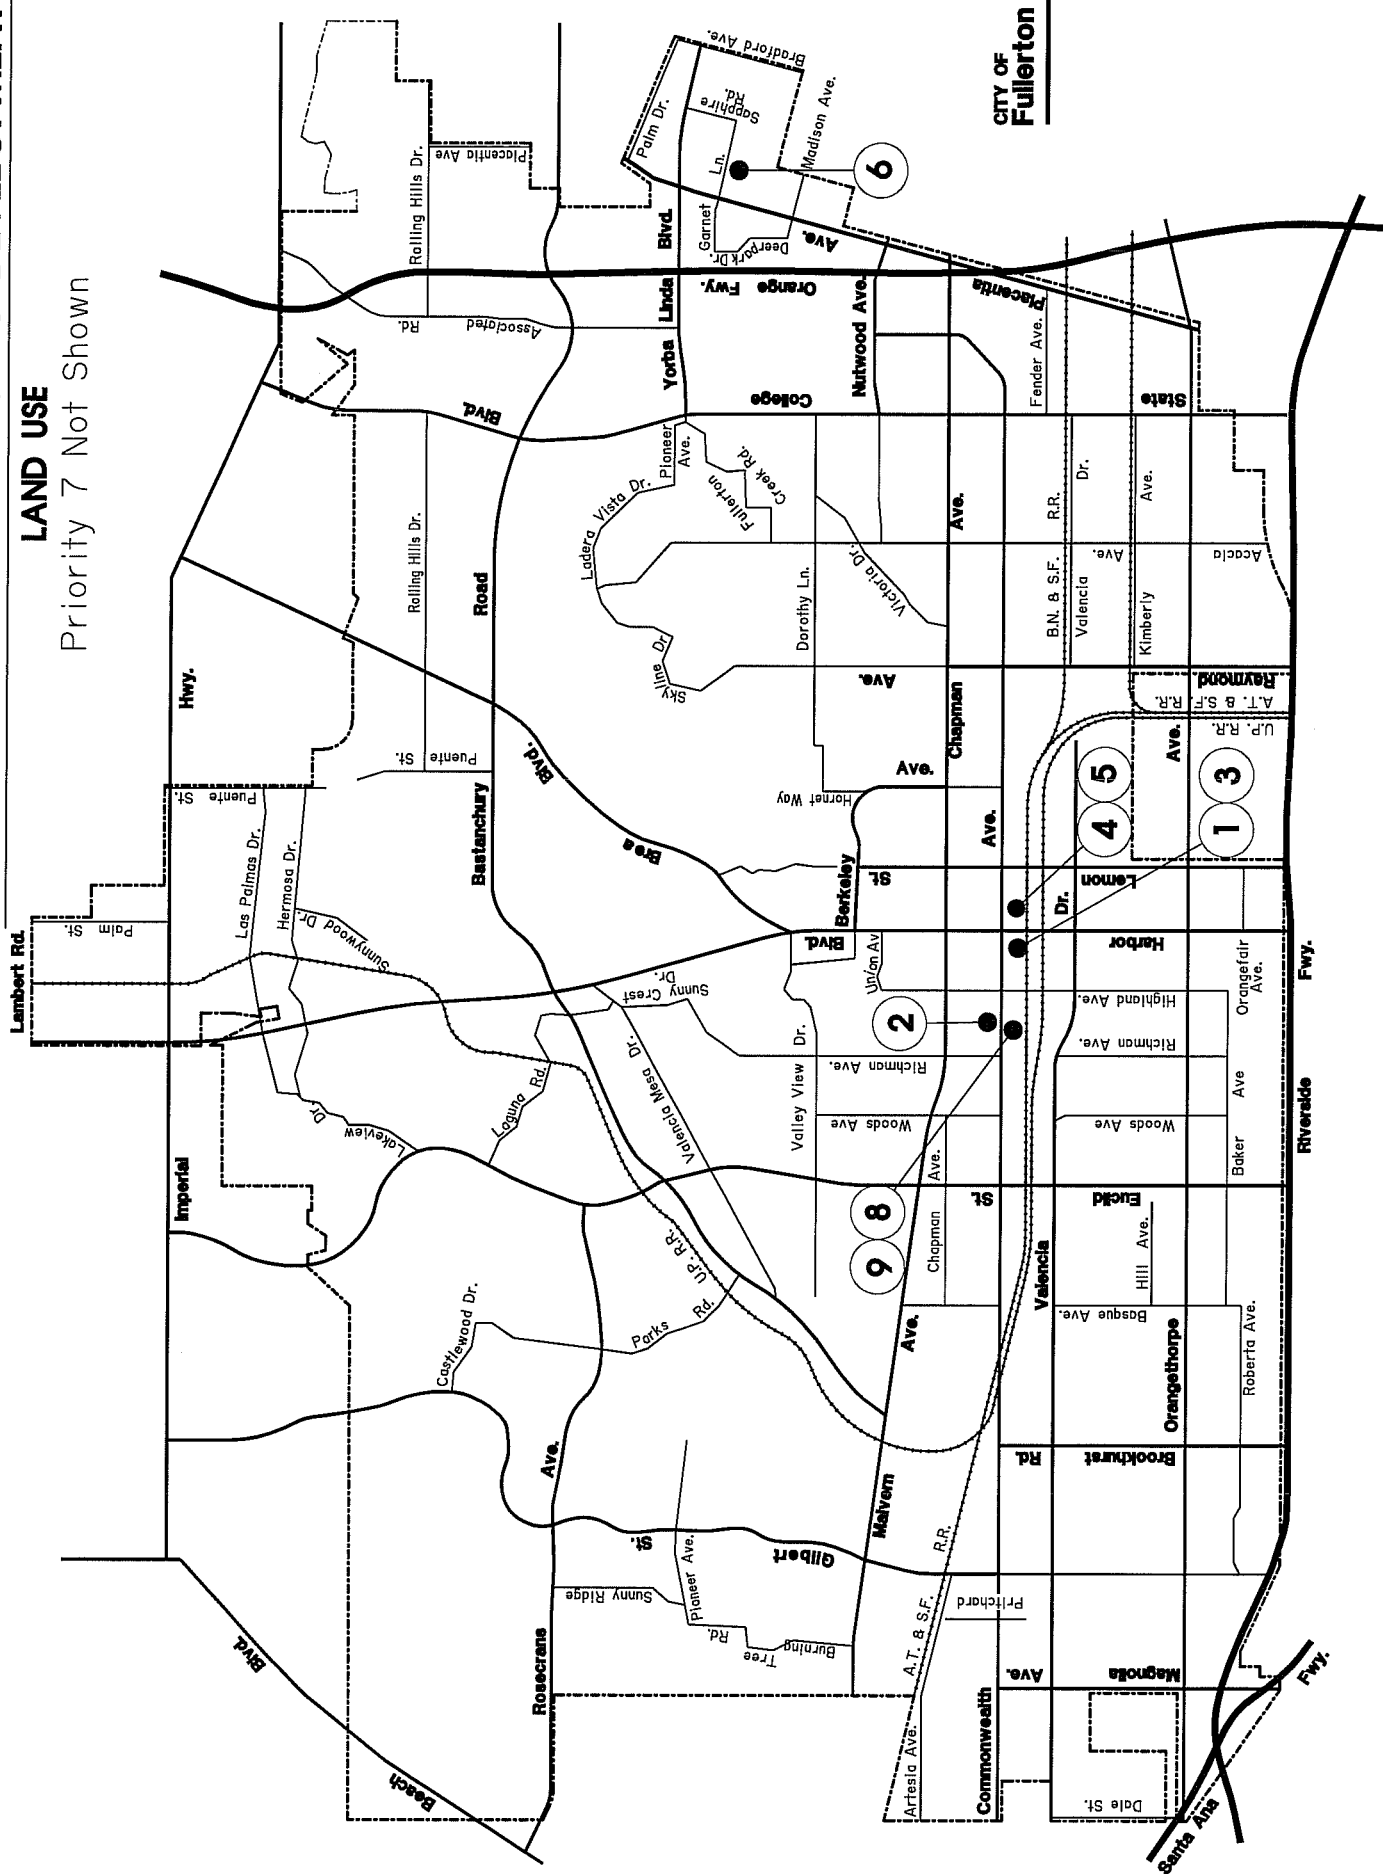 LAND USE
Priority 7 Not Shown
CITY OF
Fullerton
Lambert Rd.
Palm St.
Imperial
Hwy.
Puente St.
Las Palmas Dr.
Hermosa Dr.
Sunnywood Dr.
Lakeview Dr.
Laguna Rd.
Puente St.
Rolling Hills Dr.
Rolling Hills Dr.
Placentia Ave
Associated Rd.
Bastanchury
Road
Brea
Blvd.
Blvd.
Beach
Blvd.
Castlewood Dr.
Parks Rd.
U.P. R.R.
Valencia Mesa Dr.
Sunny Crest Dr.
Rosecrans
Ave.
Gilbert
St.
Sunny Ridge
Pioneer Ave.
Burning Tree Rd.
Skyline Dr
Ladera Vista Dr.
Pioneer Ave.
Fullerton Creek Rd.
Yorba
Linda
Blvd.
Palm Dr.
Bradford Ave.
Sapphire Rd.
Garnet
Ln.
Deerpark Dr.
Madison Ave.
6
Orange Fwy.
College
State
Placentia
Ave.
Nutwood Ave.
Dorothy Ln.
Victoria Dr.
Acacia
Ave.
Raymond
Ave.
Hornet Way
Berkeley
Ave.
Lemon
St.
Harbor
Blvd.
Union Av
Valley View Dr.
Highland Ave.
Richman Ave.
Richman Ave.
Woods Ave
Woods Ave
Euclid
St.
2
8
9
5
4
3
1
Malvern
Ave.
Chapman
Ave.
Chapman
Ave.
Commonwealth
Ave.
Artesia Ave.
A.T. & S.F.
R.R.
Pritchard
Fender Ave.
B.N. & S.F.
R.R.
Valencia
Dr.
Valencia
Dr.
Kimberly
Ave.
A.T. & S.F. R.R.
U.P. R.R.
Orangethorpe
Ave.
Hill Ave.
Basque Ave.
Brookhurst
Rd.
Magnolia
Ave.
Dale St.
Roberta Ave.
Baker Ave
Orangefair Ave.
Riverside
Fwy.
Santa Ana
Fwy.